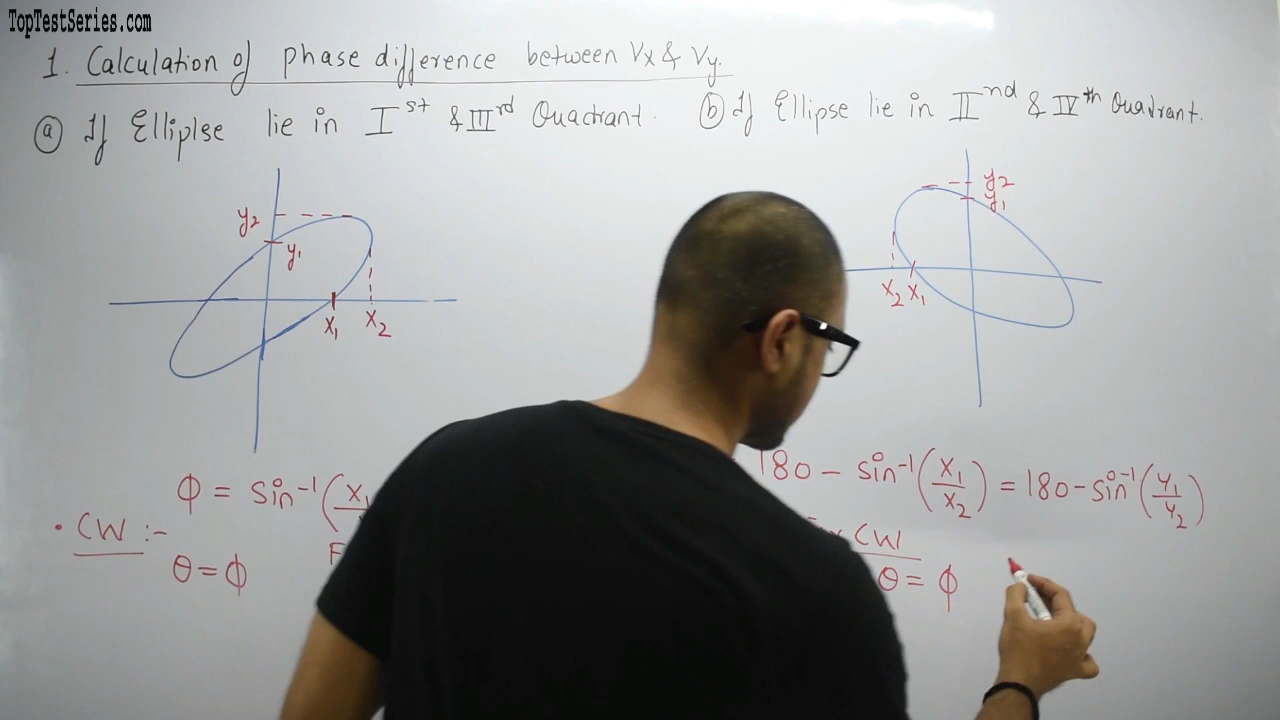 TopTestSeries.com
1. Calculation of phase difference between Vx & Vy.
ⓐ If Elliplse lie in I st & III rd Quactrant.
ⓑ If Ellipse lie in II nd & IV th Quadrant.
y2
y1
x1
x2
y2
y1
x2 x1
ϕ = sin⁻¹(x1
180 - sin⁻¹(x1/x2) = 180 - sin⁻¹(y1/y2)
• CW :-
θ = ϕ
CW
θ = ϕ